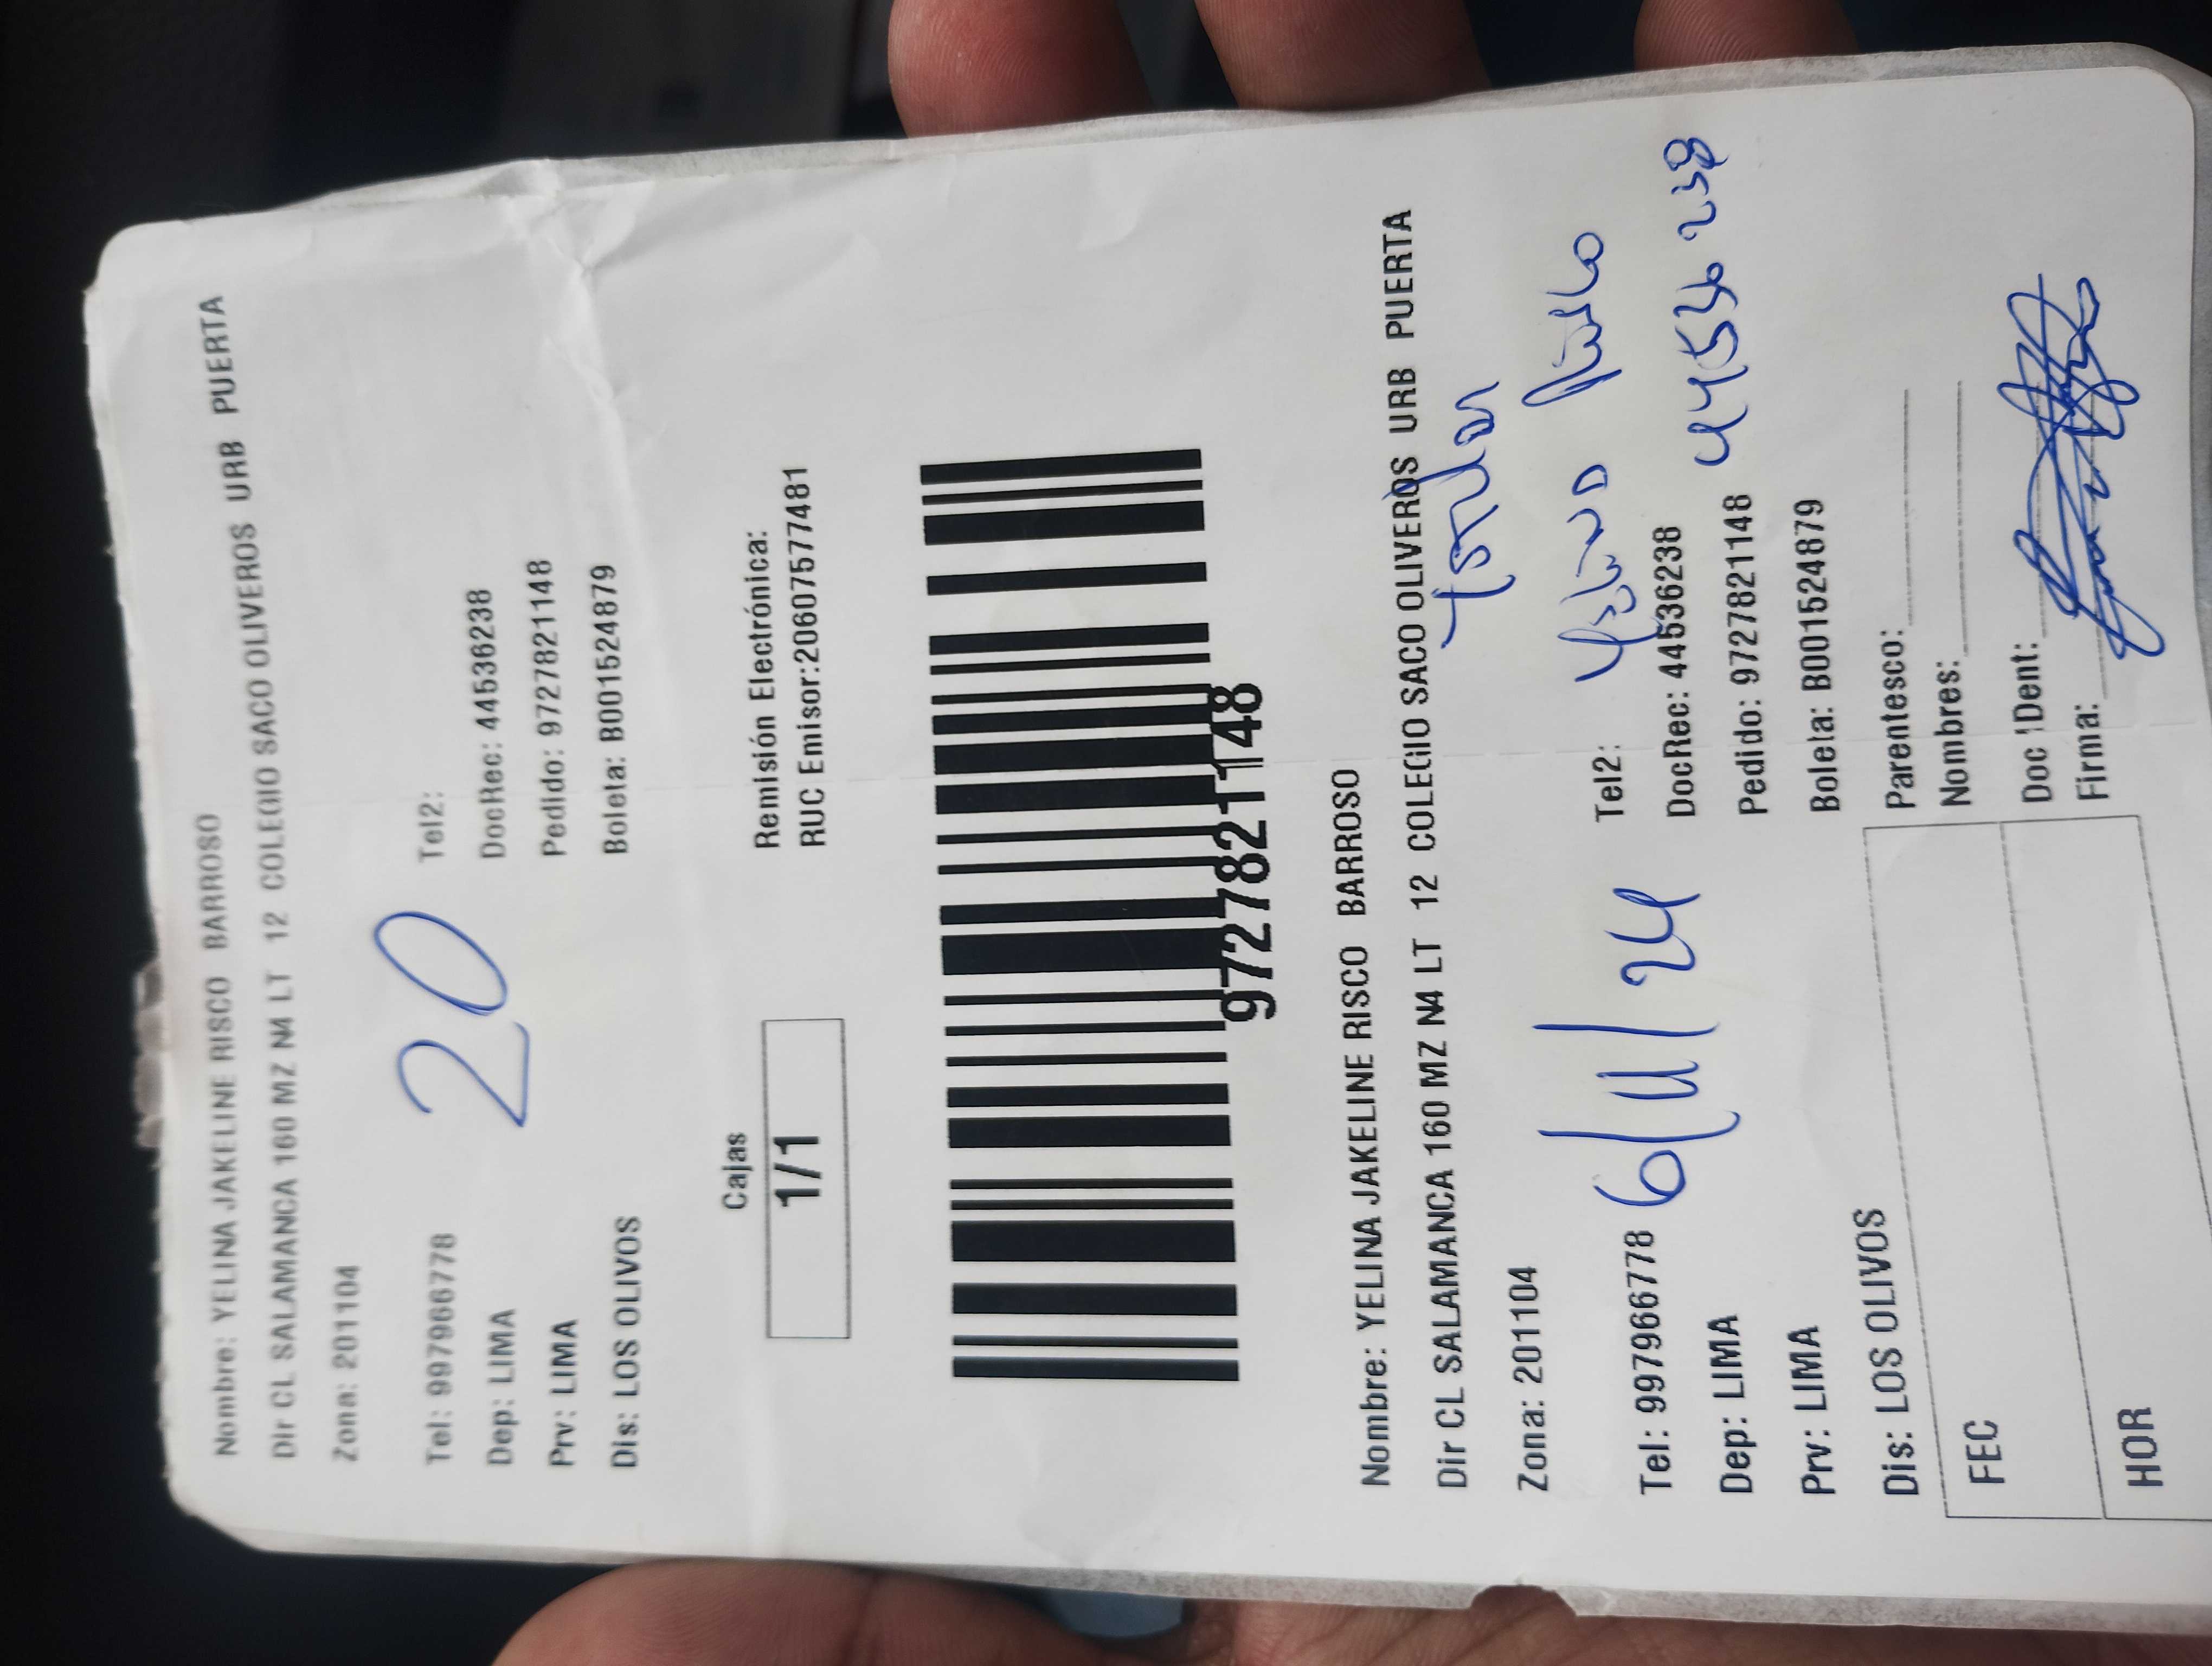 Nombre: YELINA JAKELINE RISCO BARROSO
Dir CL SALAMANCA 160 MZ N4 LT 12 COLEGIO SACO OLIVEROS URB PUERTA
Zona: 201104
20
Tel: 997966778 Tel2:
Dep: LIMA DocRec: 44536238
Prv: LIMA Pedido: 9727821148
Dis: LOS OLIVOS Boleta: B001524879
Cajas Remisión Electrónica:
1/1 RUC Emisor:20607577481
9727821148
Nombre: YELINA JAKELINE RISCO BARROSO
Dir CL SALAMANCA 160 MZ N4 LT 12 COLEGIO SACO OLIVEROS URB PUERTA
Zona: 201104
Tel: 997966778 6/11/24 Tel2:
Dep: LIMA DocRec: 44536238
Prv: LIMA Pedido: 9727821148 44536238
Dis: LOS OLIVOS Boleta: B001524879
FEC Parentesco:
Nombres:
HOR Doc IDent:
Firma: